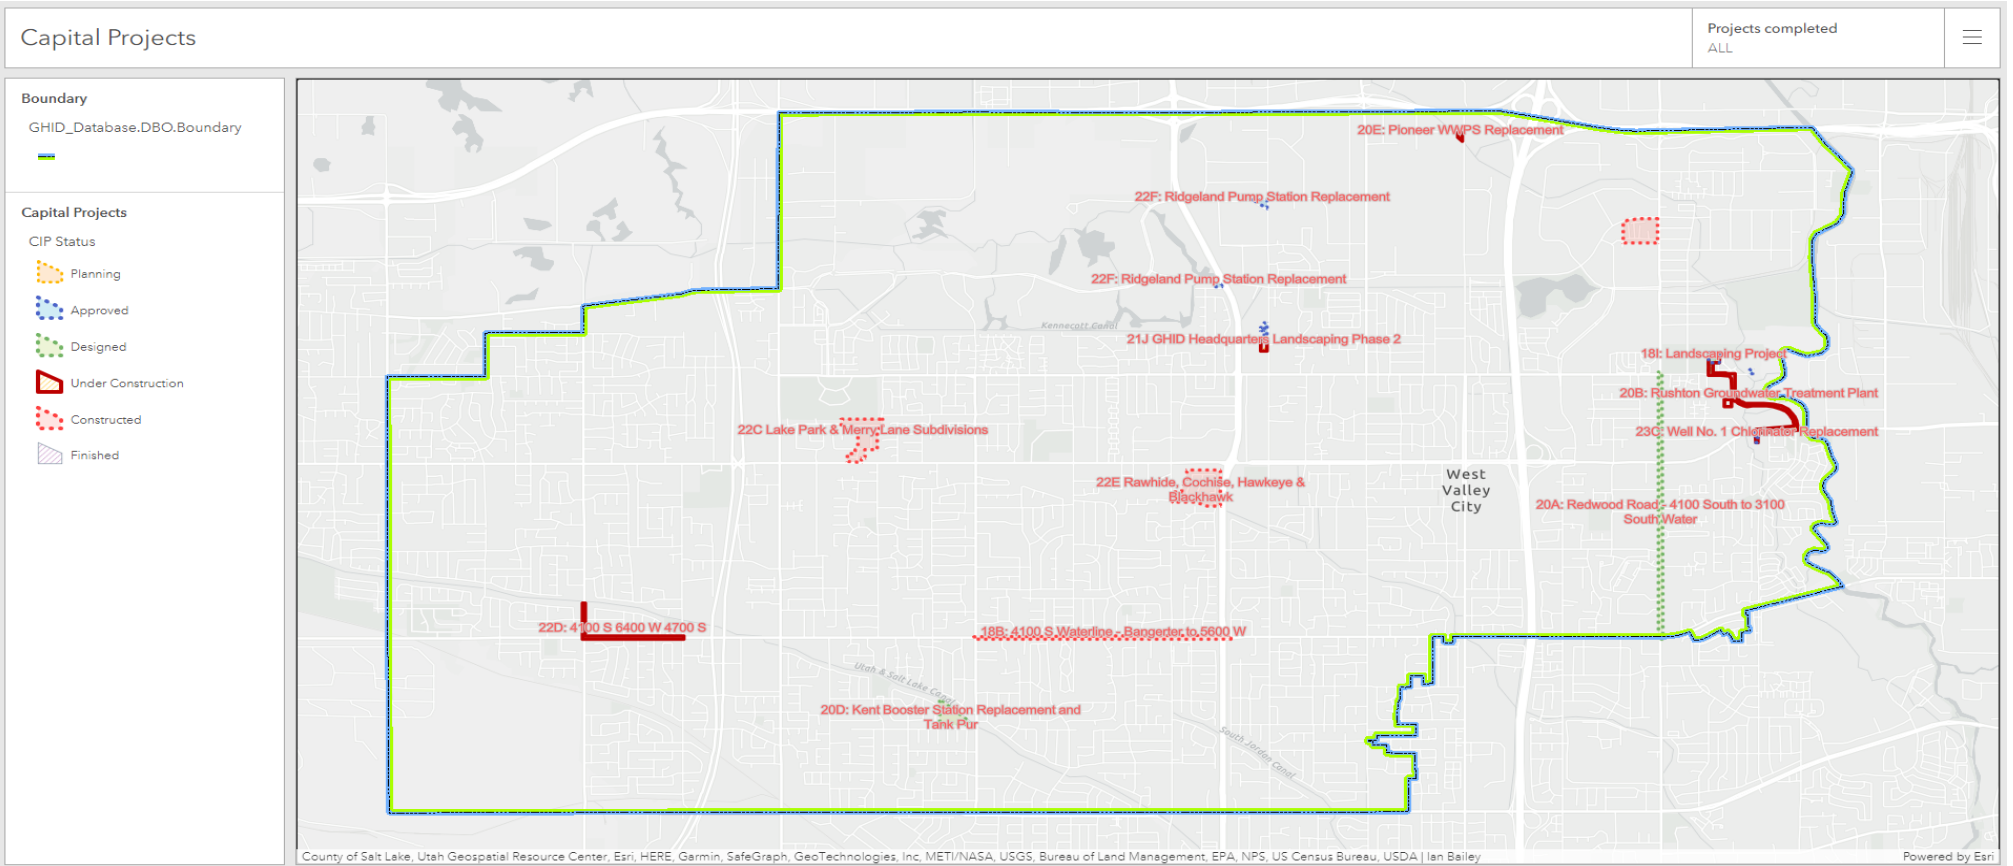 Capital Projects
Projects completed
ALL
Boundary
GHID_Database.DBO.Boundary
Capital Projects
CIP Status
Planning
Approved
Designed
Under Construction
Constructed
Finished
20E: Pioneer WWPS Replacement
22F: Ridgeland Pump Station Replacement
22F: Ridgeland Pump Station Replacement
Kennecott Canal
21J GHID Headquarters Landscaping Phase 2
18I: Landscaping Project
20B: Rushton Groundwater Treatment Plant
22C Lake Park & Merry Lane Subdivisions
23C: Well No. 1 Chlorinator Replacement
22E Rawhide, Cochise, Hawkeye &
Blackhawk
West
Valley
City
20A: Redwood Road - 4100 South to 3100
South Water
22D: 4100 S 6400 W 4700 S
18B: 4100 S Waterline - Bangerter to 5600 W
Utah & Salt Lake Canal
20D: Kent Booster Station Replacement and
Tank Pur
South Jordan Canal
County of Salt Lake, Utah Geospatial Resource Center, Esri, HERE, Garmin, SafeGraph, GeoTechnologies, Inc, METI/NASA, USGS, Bureau of Land Management, EPA, NPS, US Census Bureau, USDA | Ian Bailey
Powered by Esri